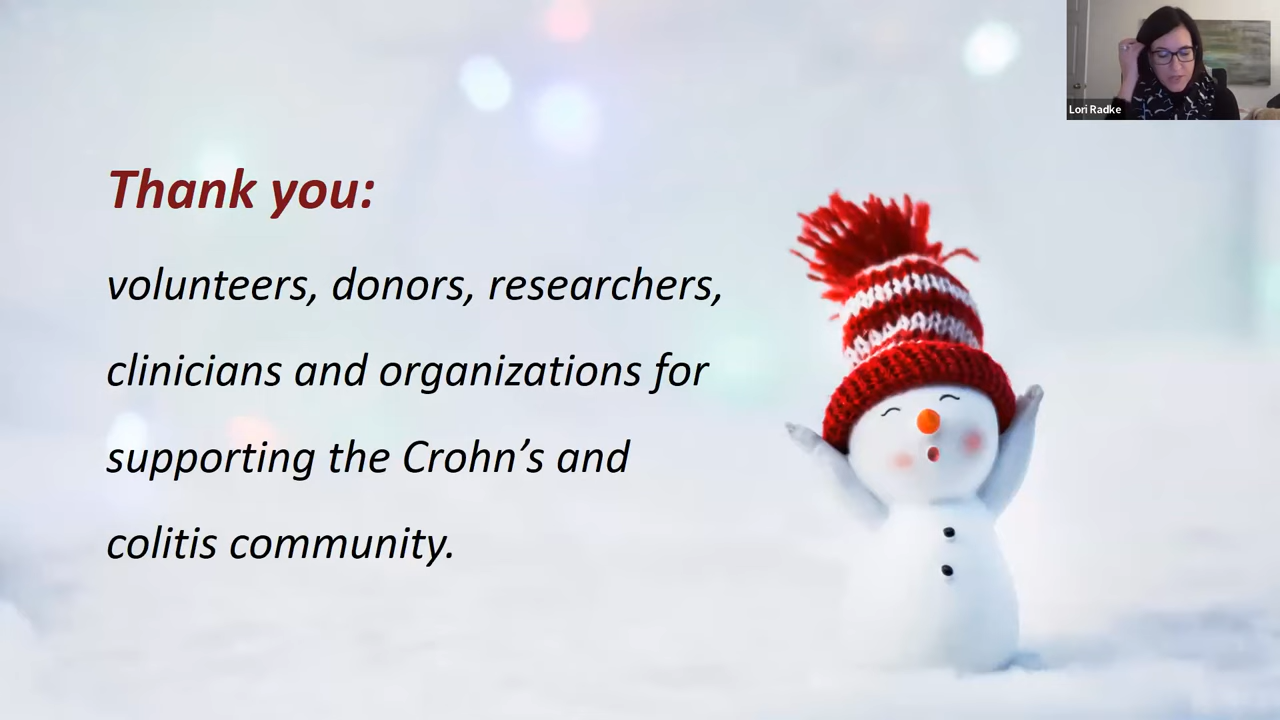 Lori Radke
Thank you:
volunteers, donors, researchers,
clinicians and organizations for
supporting the Crohn’s and
colitis community.